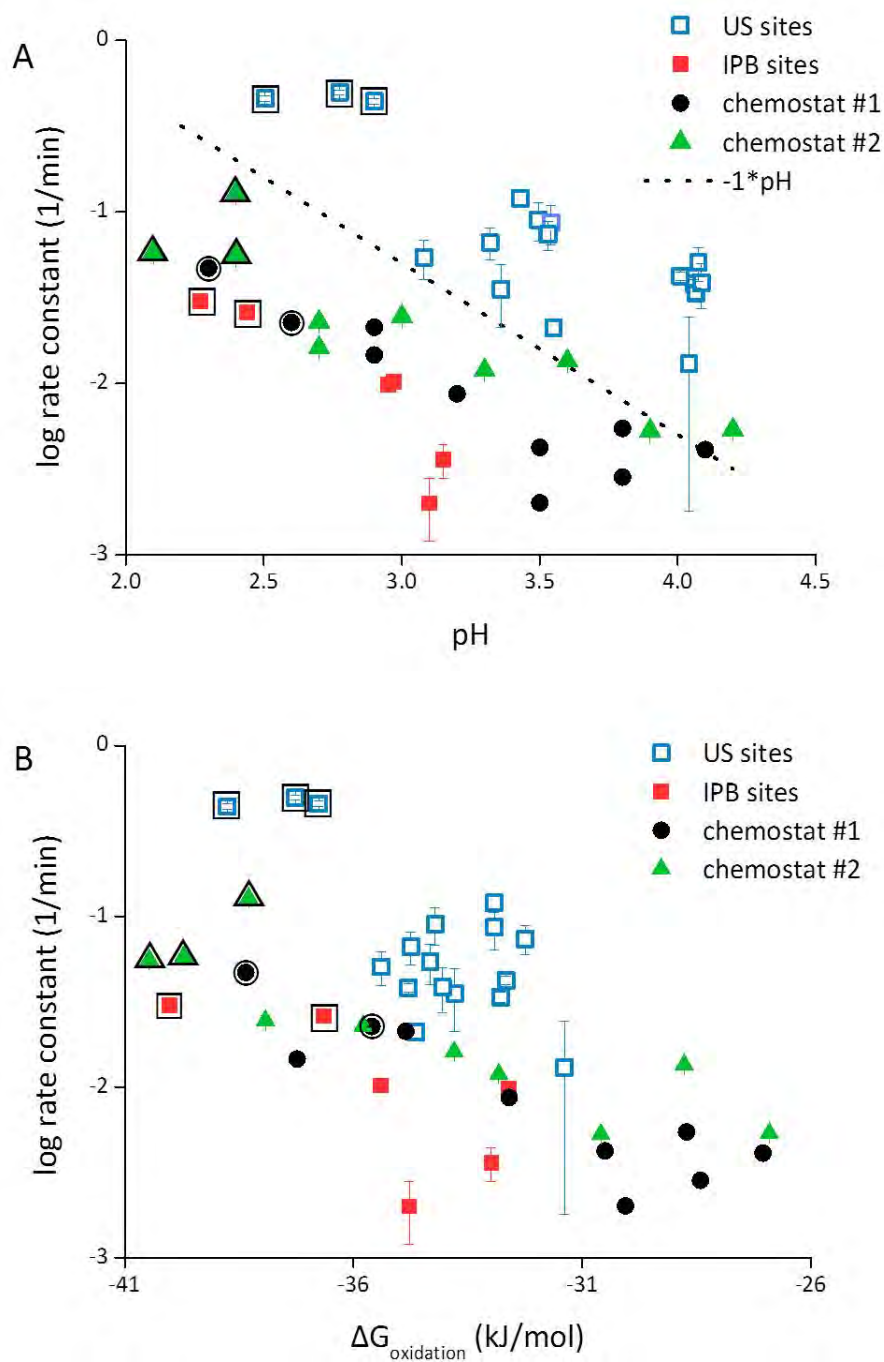 A
US sites
IPB sites
chemostat #1
chemostat #2
-1*pH
log rate constant (1/min)
0
-1
-2
-3
2.0 2.5 3.0 3.5 4.0 4.5
pH
B
US sites
IPB sites
chemostat #1
chemostat #2
log rate constant (1/min)
0
-1
-2
-3
-41 -36 -31 -26
ΔGoxidation (kJ/mol)